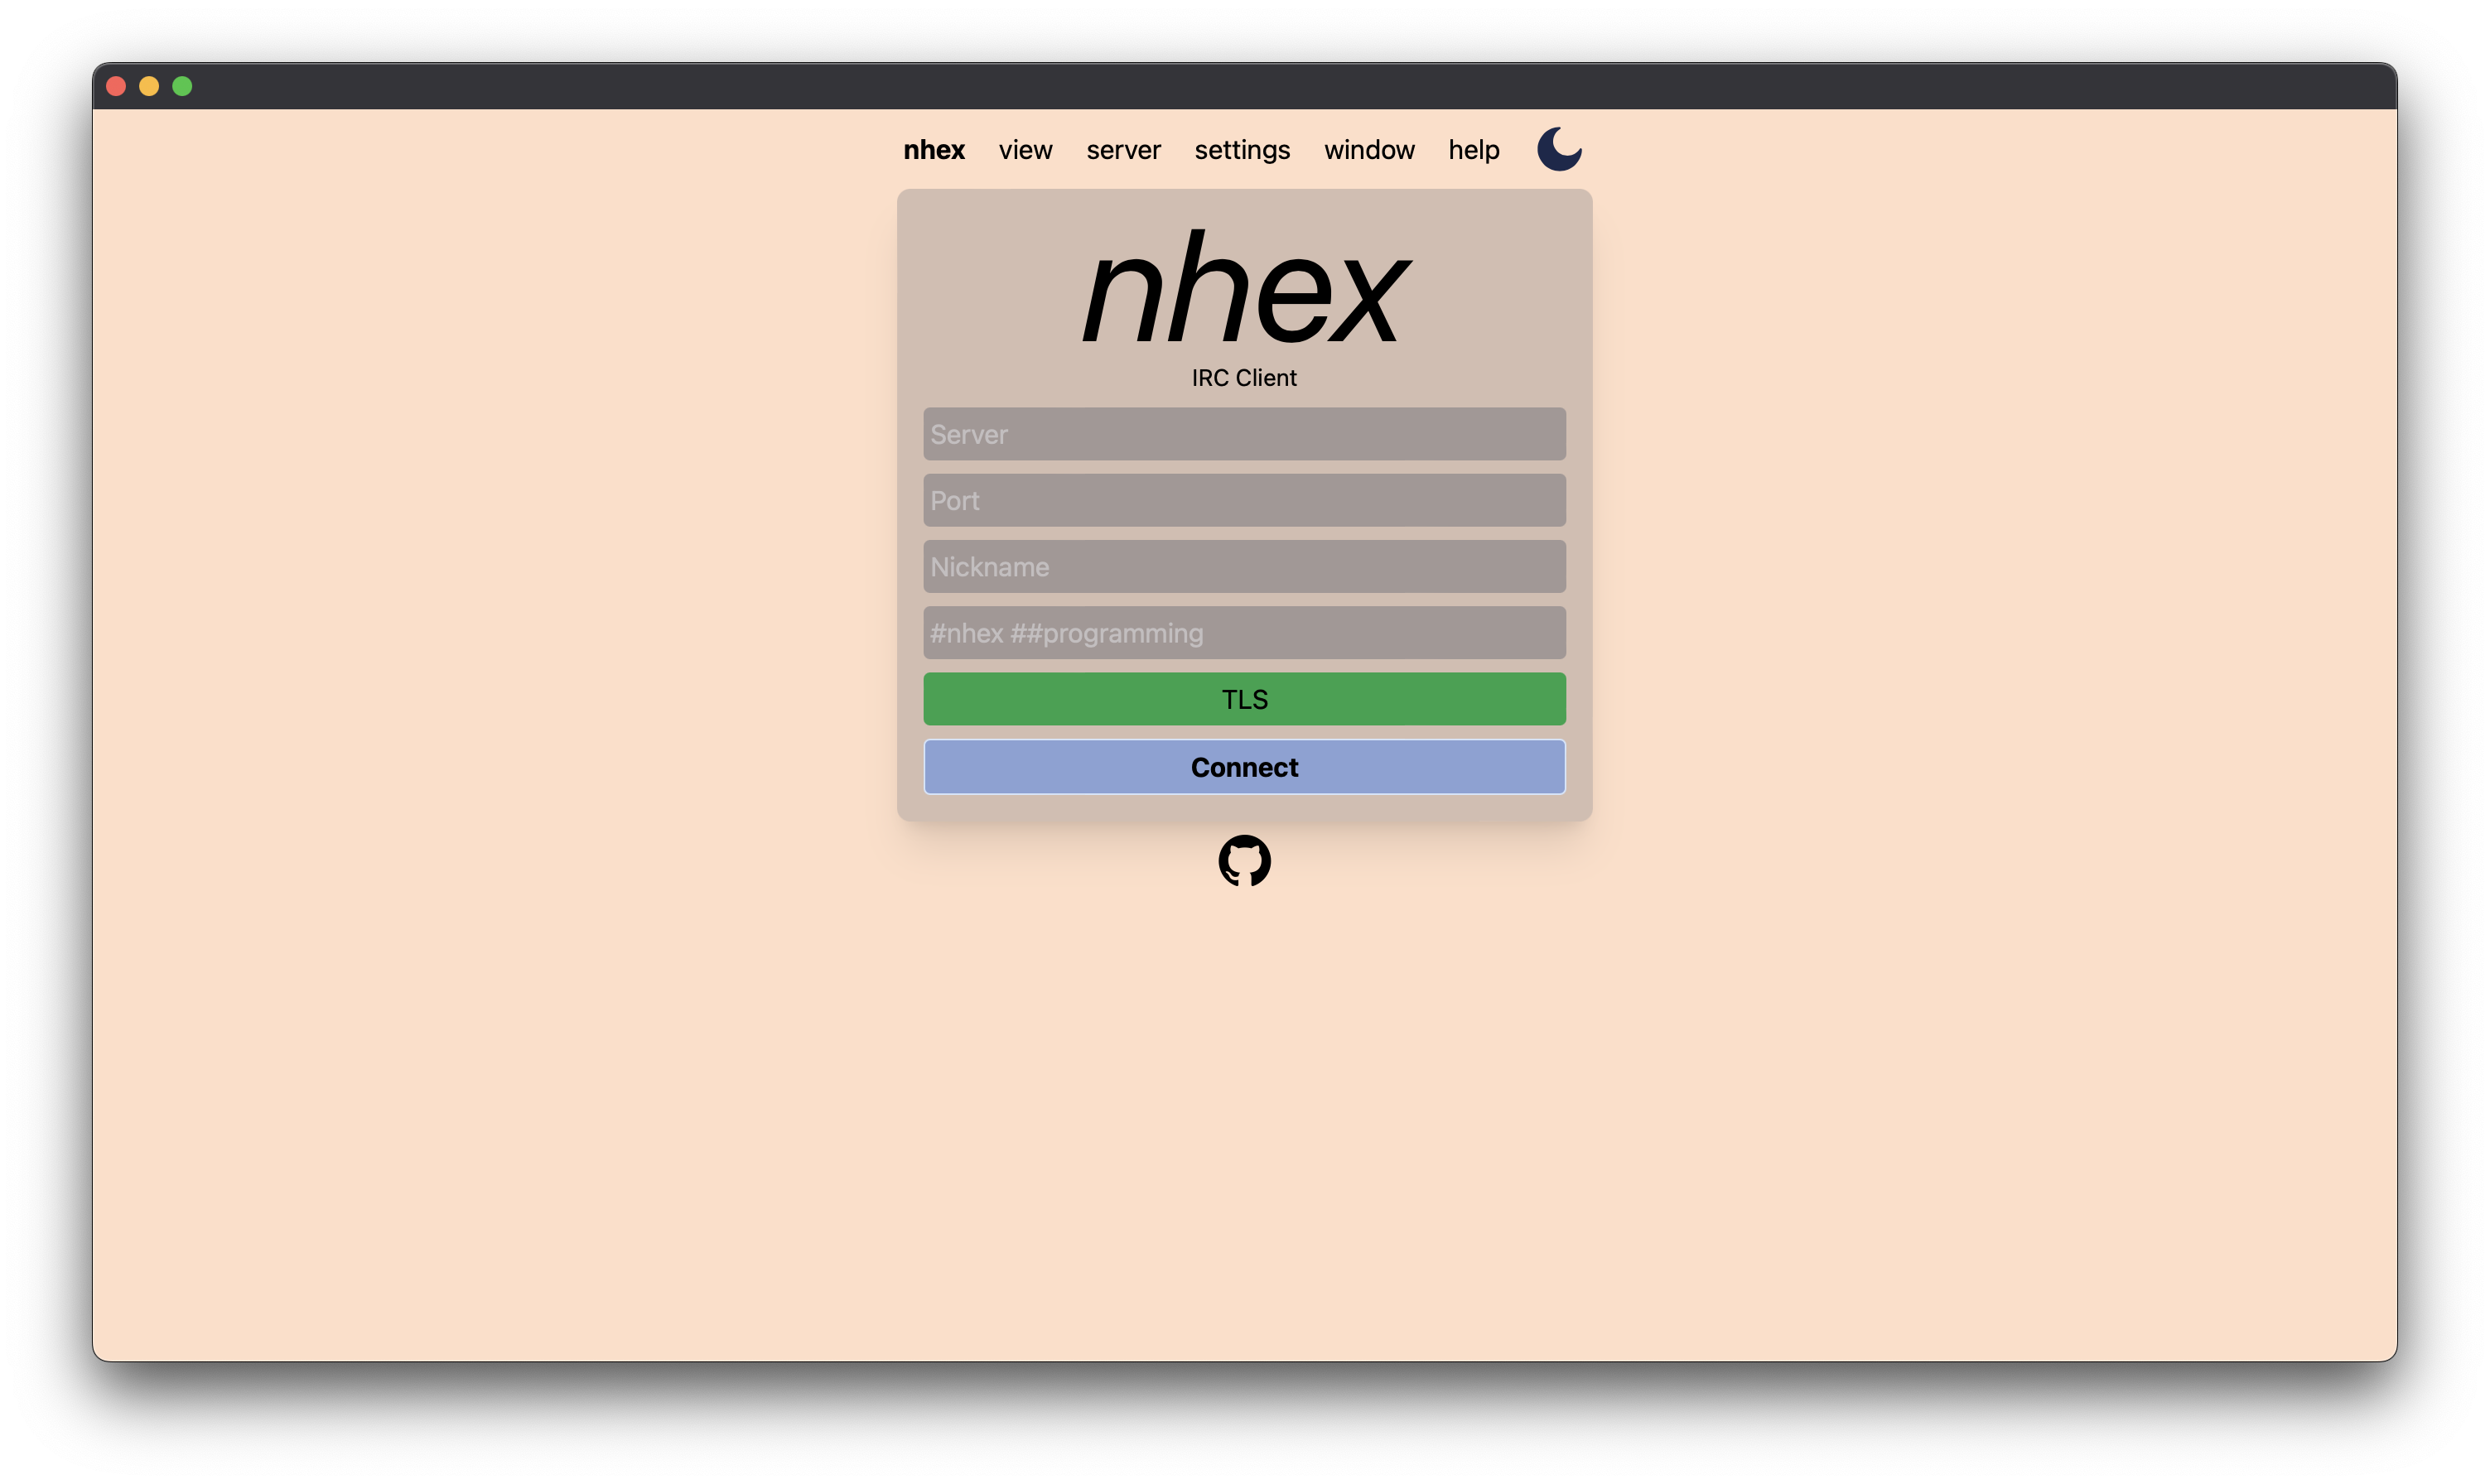 nhex view server settings window help
nhex
IRC Client
Server
Port
Nickname
#nhex ##programming
TLS
Connect